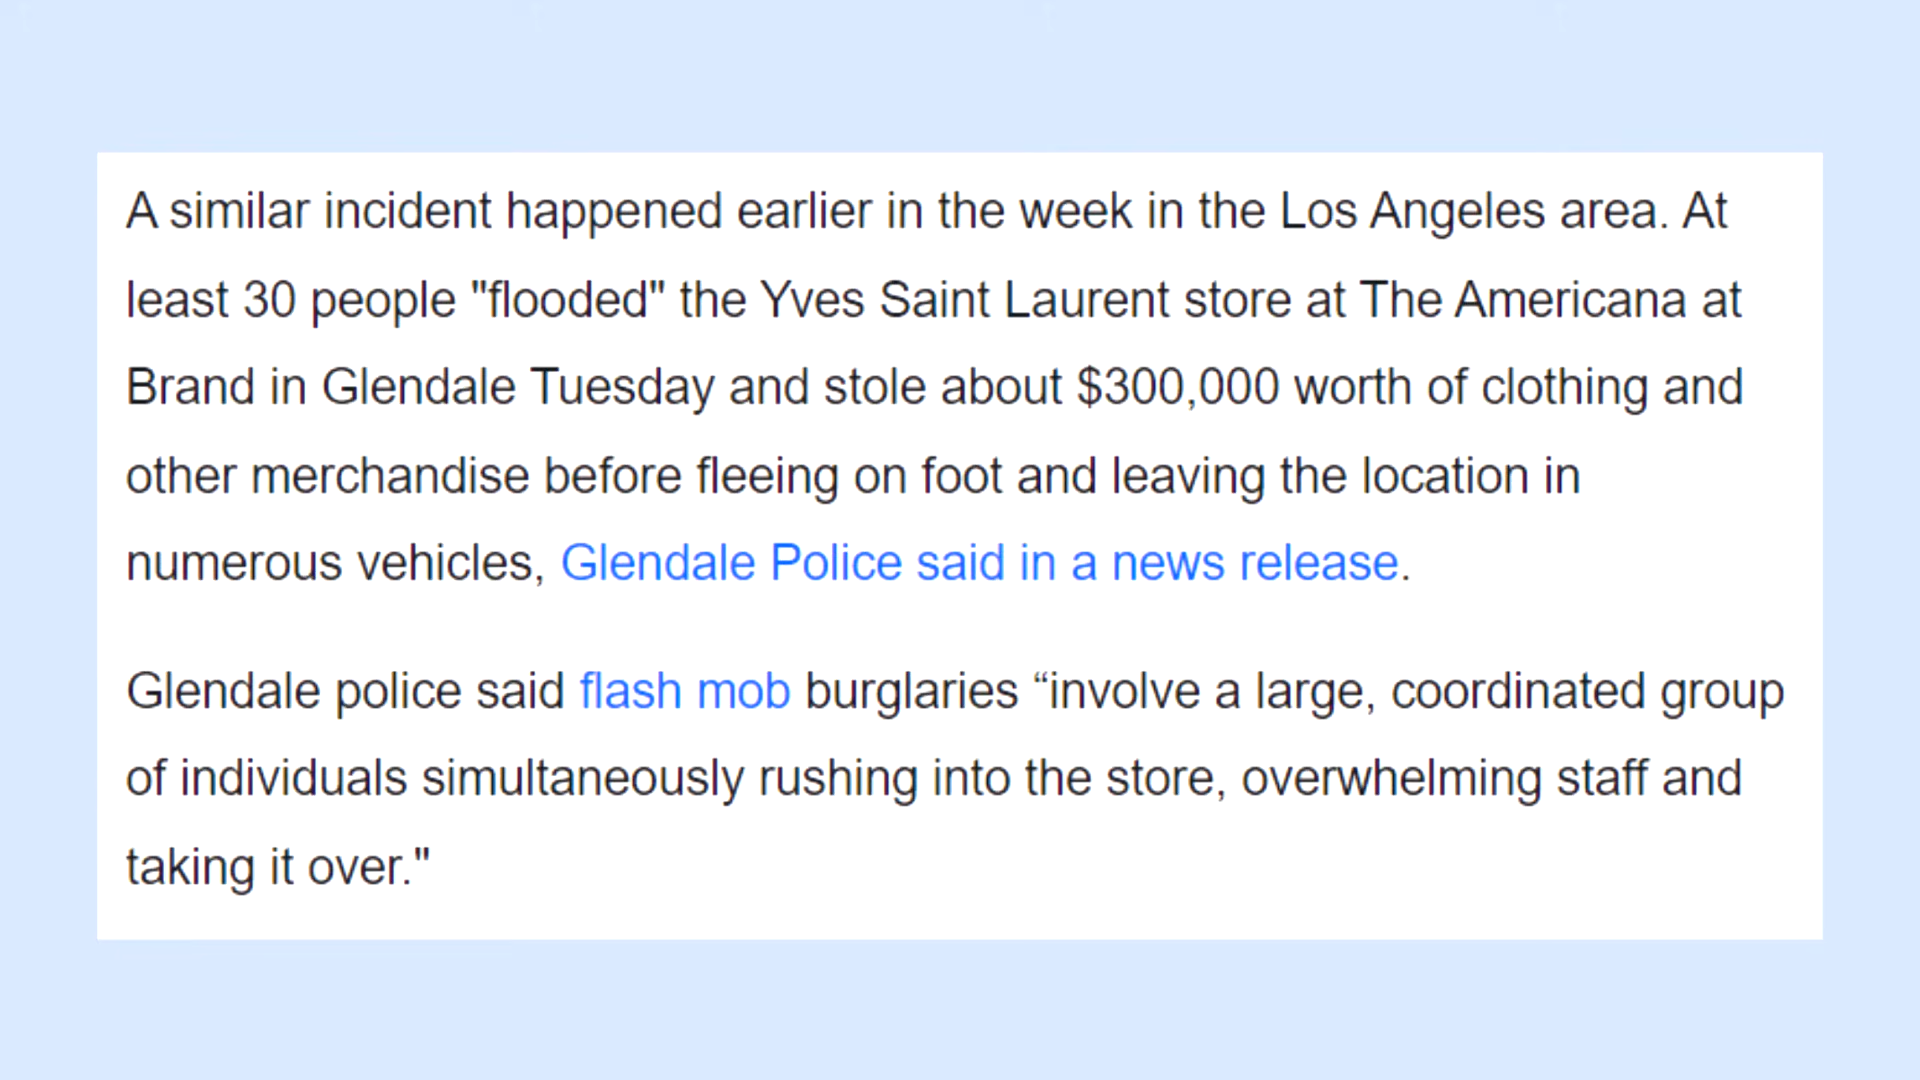 A similar incident happened earlier in the week in the Los Angeles area. At
least 30 people "flooded" the Yves Saint Laurent store at The Americana at
Brand in Glendale Tuesday and stole about $300,000 worth of clothing and
other merchandise before fleeing on foot and leaving the location in
numerous vehicles, Glendale Police said in a news release.
Glendale police said flash mob burglaries “involve a large, coordinated group
of individuals simultaneously rushing into the store, overwhelming staff and
taking it over."